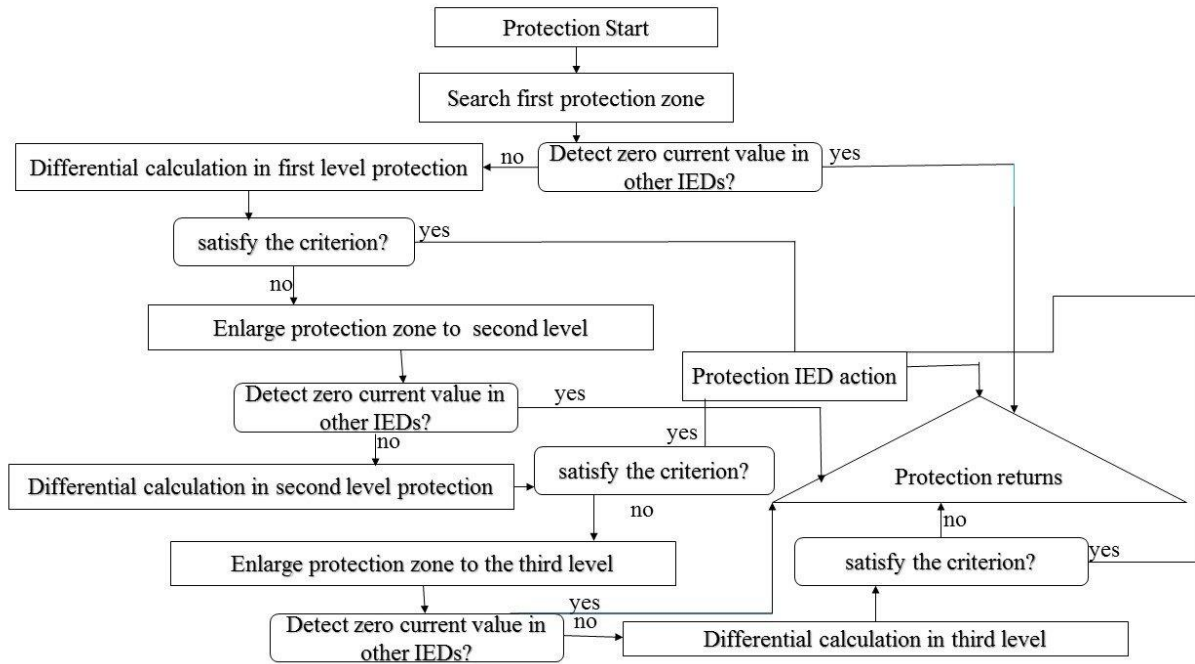 Protection Start
Search first protection zone
Detect zero current value in
other IEDs?
no
yes
Differential calculation in first level protection
satisfy the criterion?
yes
no
Enlarge protection zone to second level
Protection IED action
Detect zero current value in
other IEDs?
yes
no
Differential calculation in second level protection
satisfy the criterion?
yes
no
Protection returns
Enlarge protection zone to the third level
Detect zero current value in
other IEDs?
yes
no
Differential calculation in third level
satisfy the criterion?
no
yes